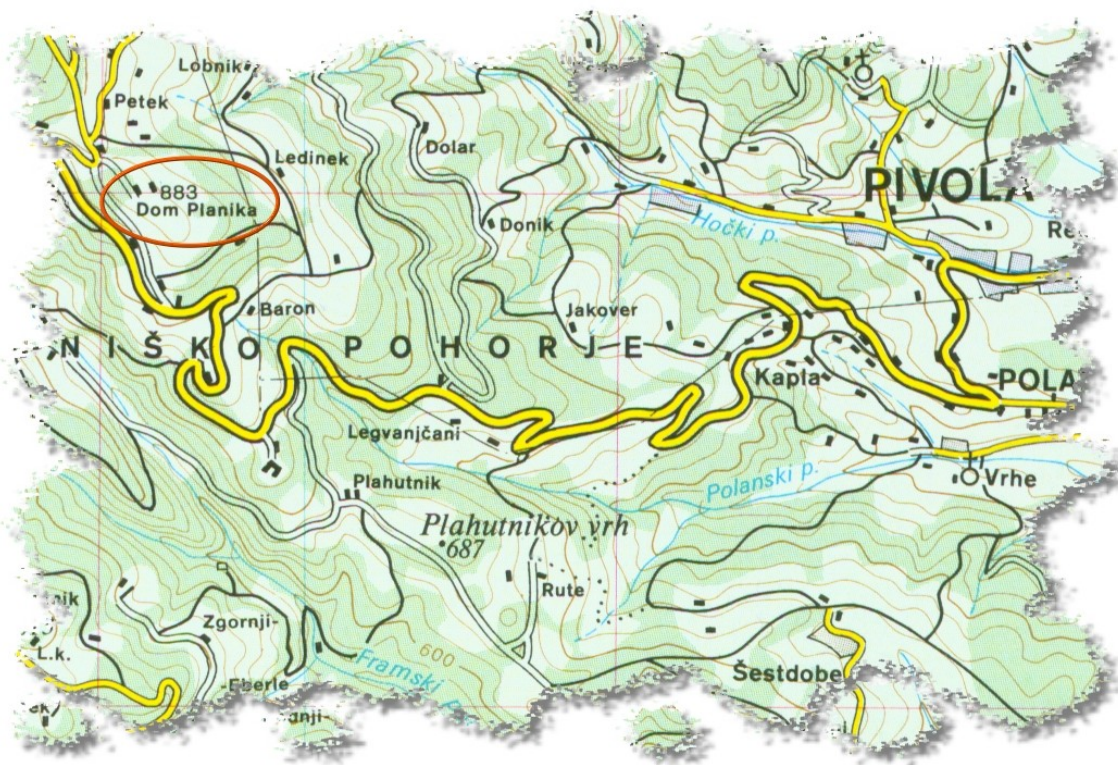 Lobnik
Petek
Ledinek
Dolar
883
Dom Planika
PIVOLA
Donik
Hočki p.
Baron
Jakover
NIŠKO POHORJE
Kapla
POLA
Legvanjčani
Plahutnik
Polanski p.
Vrhe
Plahutnikov vrh
687
Rute
Zgornji-
L.k.
600
Framski p.
Šestdobe
-Eberle